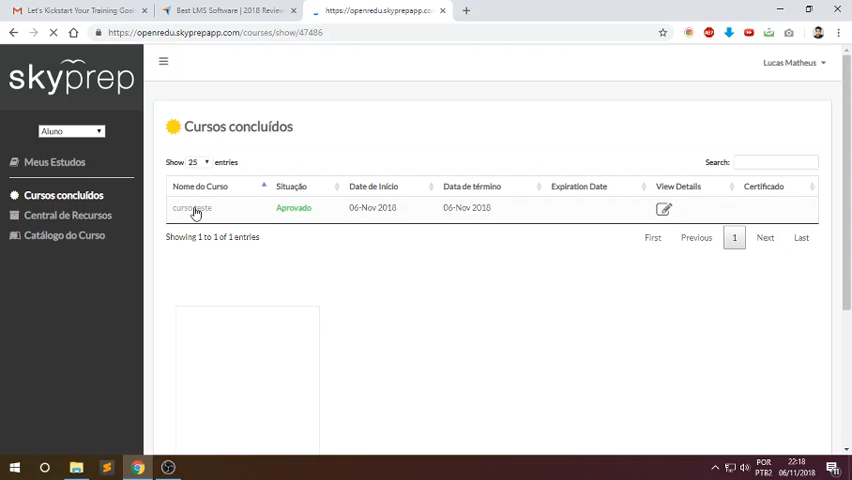 Let's Kickstart Your Training Goal
Best LMS Software | 2018 Review
https://openredu.skyprepapp.co
https://openredu.skyprepapp.com/courses/show/47486
skyprep
Lucas Matheus
Aluno
Meus Estudos
Cursos concluídos
Central de Recursos
Catálogo do Curso
Cursos concluídos
Show 25 entries
Search:
Nome do Curso Situação Date de Início Data de término Expiration Date View Details Certificado
curso teste Aprovado 06-Nov 2018 06-Nov 2018
Showing 1 to 1 of 1 entries
First Previous 1 Next Last
POR
PTB2
22:18
06/11/2018